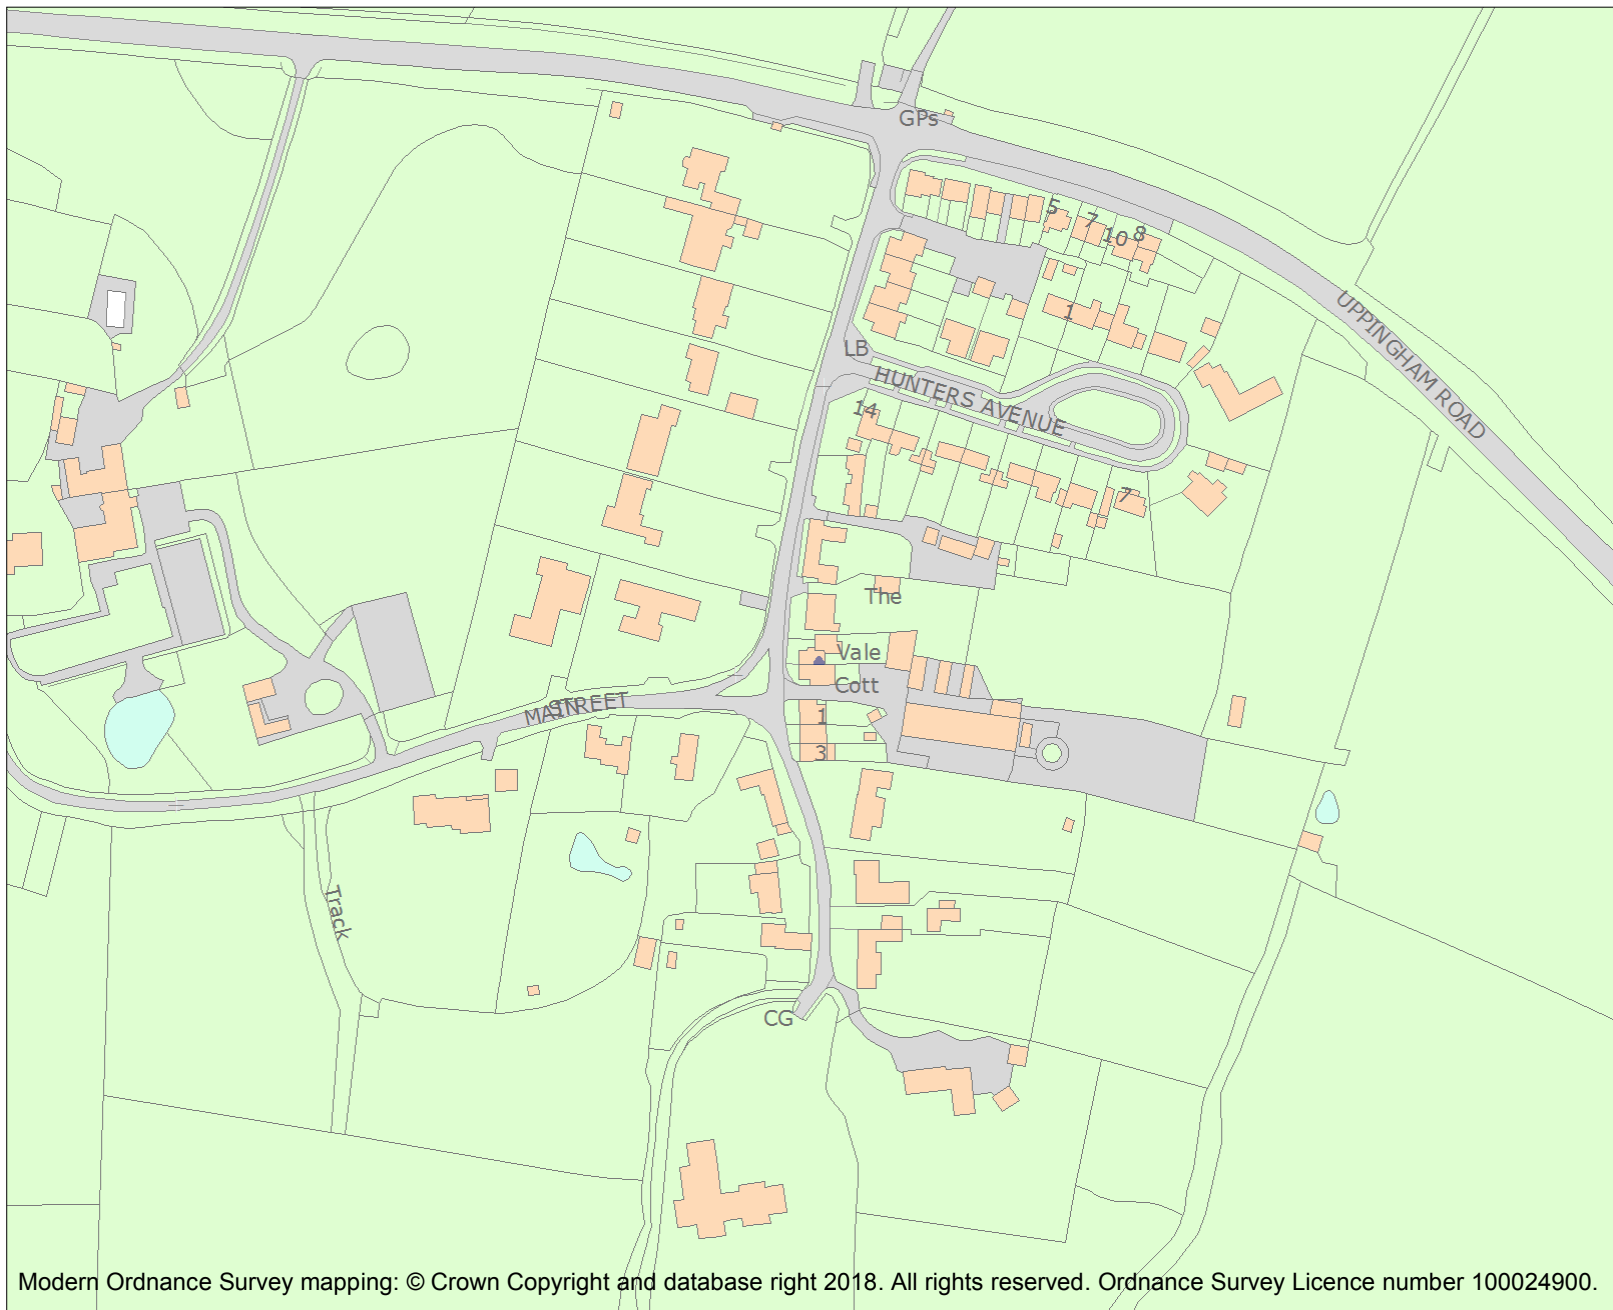 GPs
5
7
10
8
UPPINGHAM ROAD
1
LB
HUNTERS AVENUE
14
7
The
Vale
Cott
MAIN STREET
1
3
Track
CG
Modern Ordnance Survey mapping: © Crown Copyright and database right 2018. All rights reserved. Ordnance Survey Licence number 100024900.